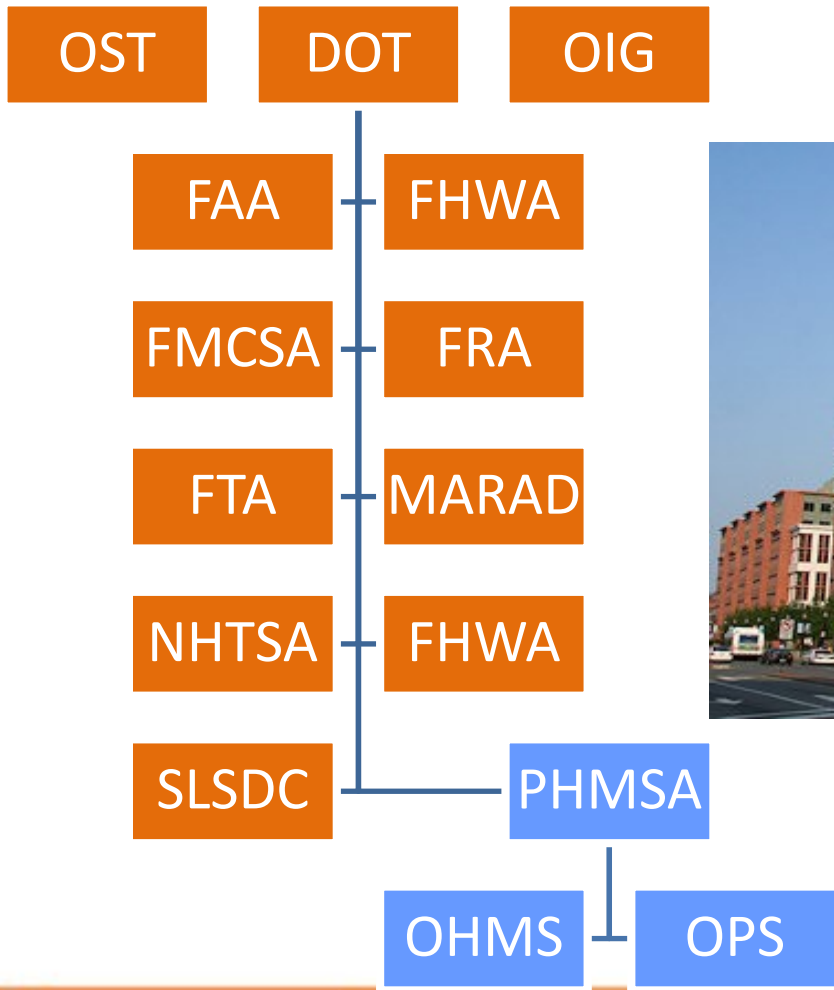 OST DOT OIG
FAA FHWA
FMCSA FRA
FTA MARAD
NHTSA FHWA
SLSDC PHMSA
OHMS OPS